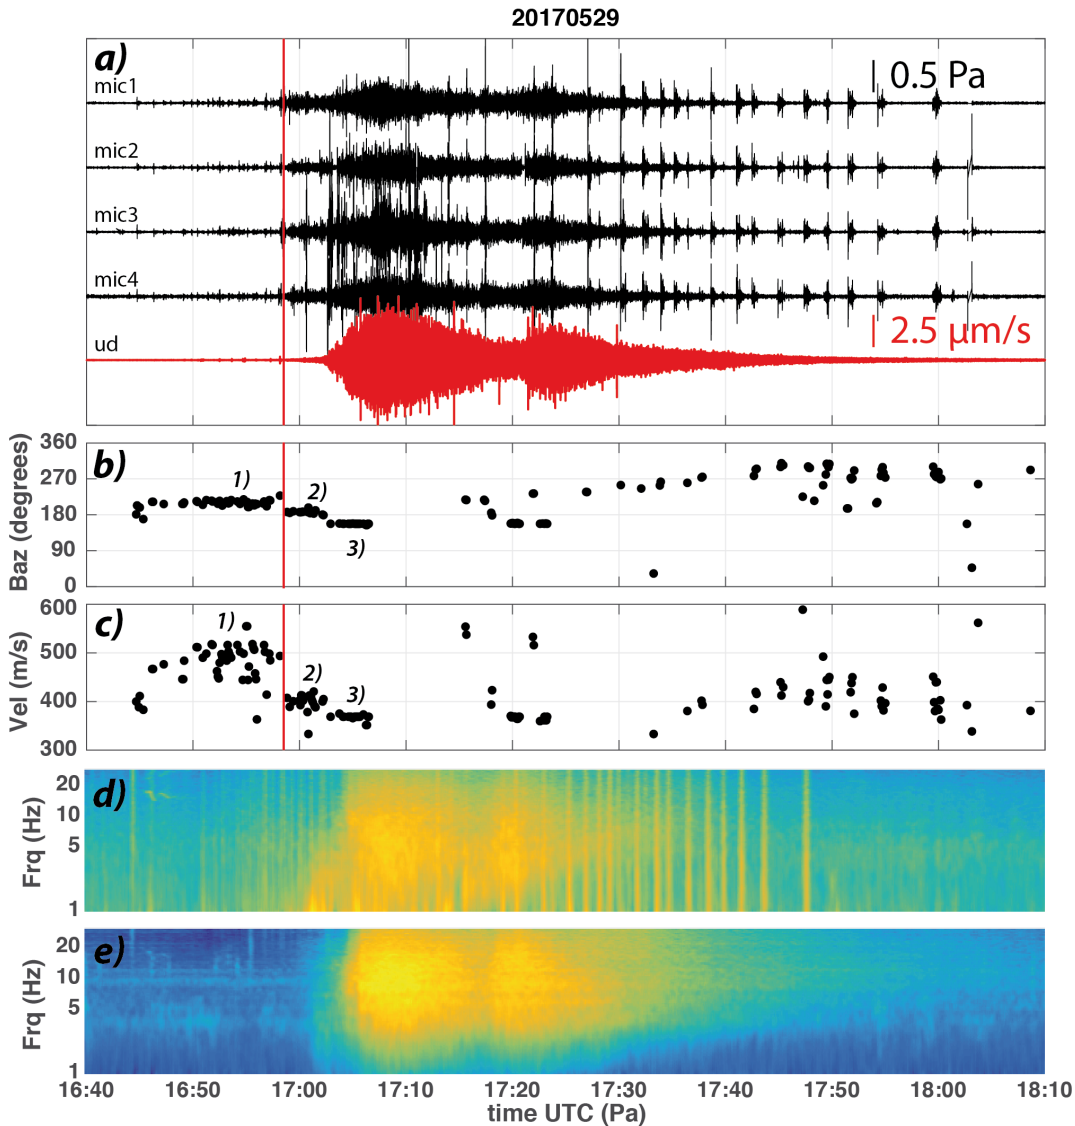 20170529
a)
mic1
0.5 Pa
mic2
mic3
mic4
ud
2.5 µm/s
b)
Baz (degrees)
360
270
180
90
0
1)
2)
3)
c)
Vel (m/s)
600
500
400
300
1)
2)
3)
d)
Frq (Hz)
20
10
5
1
e)
Frq (Hz)
20
10
5
1
16:40 16:50 17:00 17:10 17:20 17:30 17:40 17:50 18:00 18:10
time UTC (Pa)